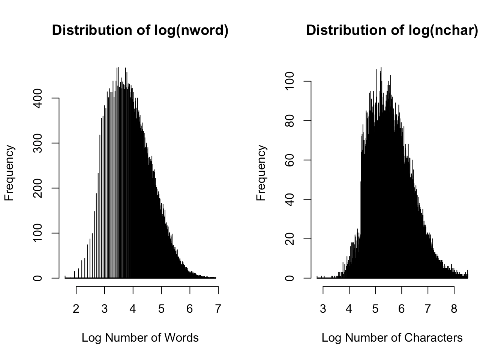 Distribution of log(nword)
Frequency
400
300
200
100
0
2 3 4 5 6 7
Log Number of Words
Distribution of log(nchar)
Frequency
100
80
60
40
20
0
3 4 5 6 7 8
Log Number of Characters